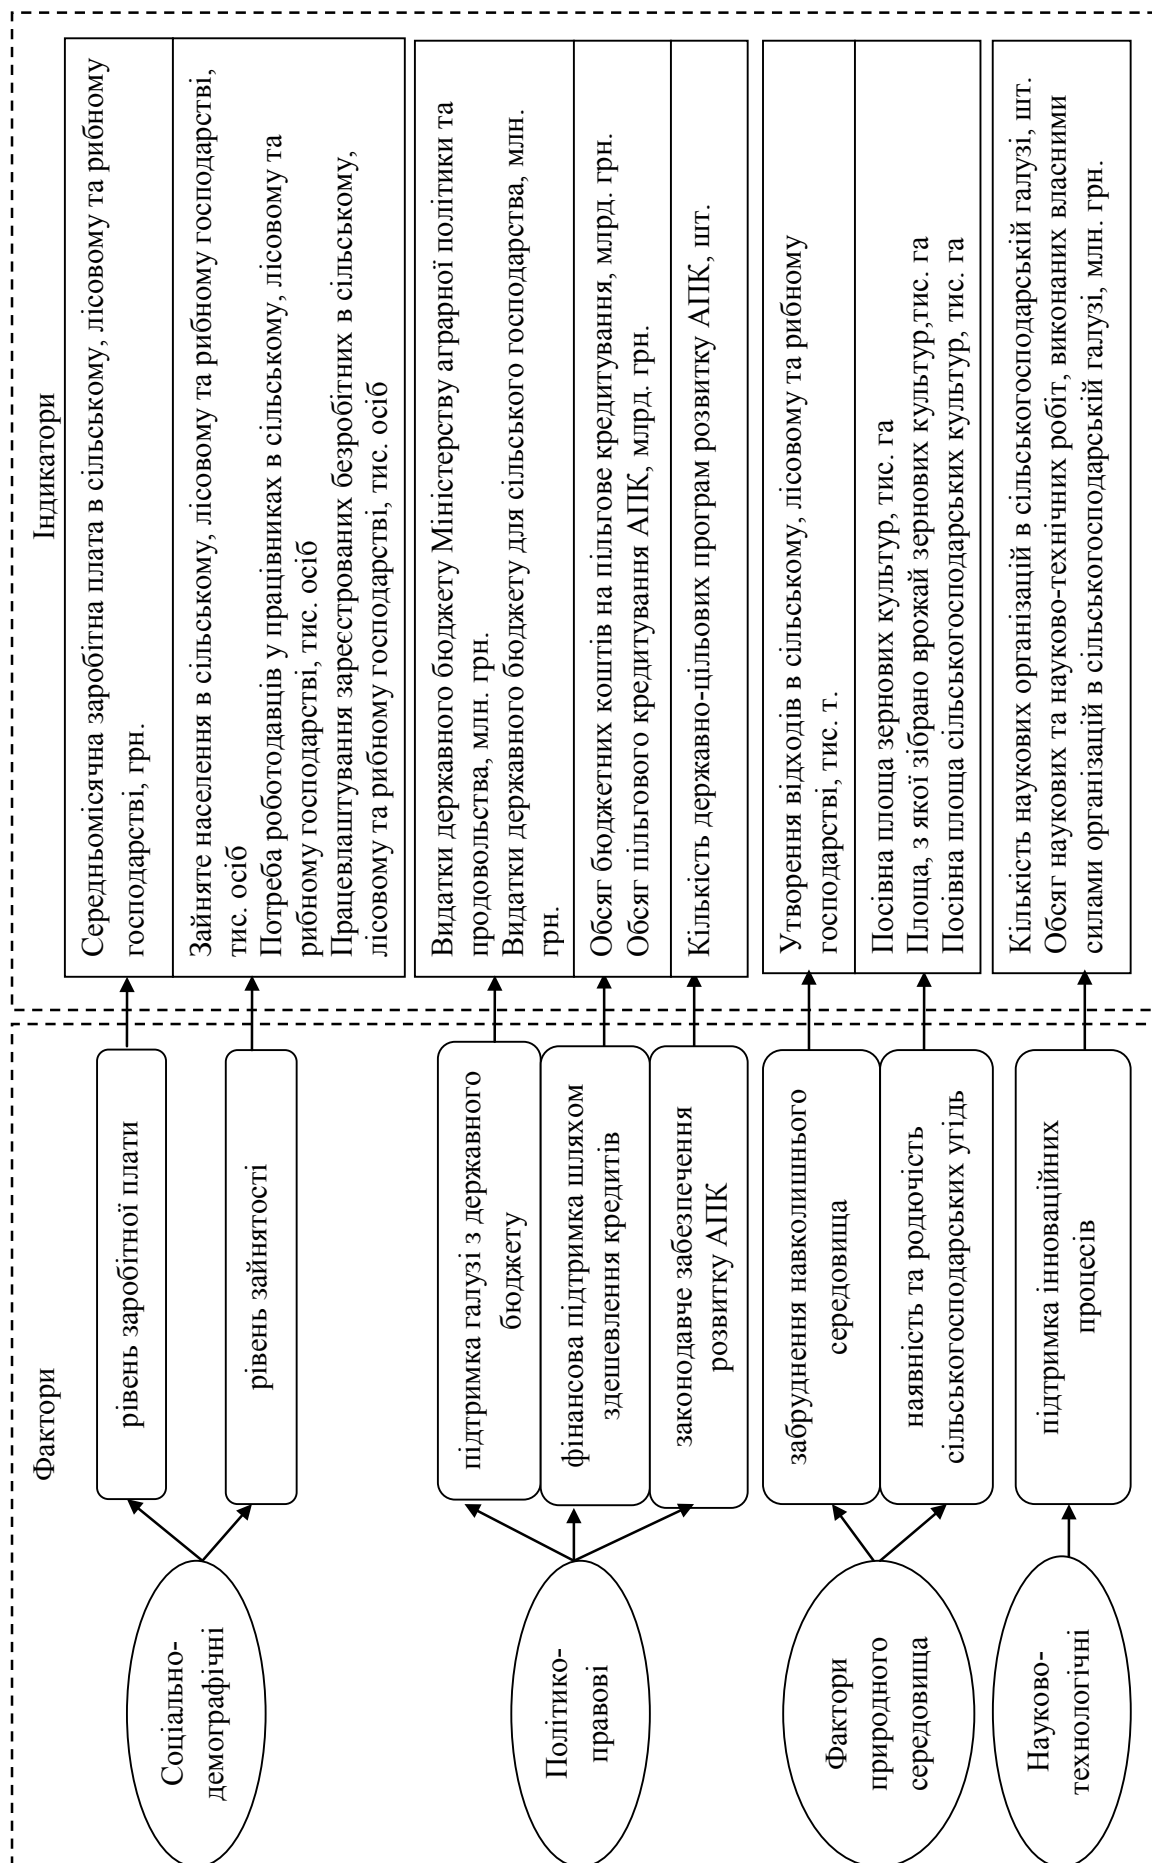 Фактори
Індикатори
Соціально-
демографічні
рівень заробітної плати
Середньомісячна заробітна плата в сільському, лісовому та рибному
господарстві, грн.
рівень зайнятості
Зайняте населення в сільському, лісовому та рибному господарстві,
тис. осіб
Потреба роботодавців у працівниках в сільському, лісовому та
рибному господарстві, тис. осіб
Працевлаштування зареєстрованих безробітних в сільському,
лісовому та рибному господарстві, тис. осіб
Політико-
правові
підтримка галузі з державного
бюджету
Видатки державного бюджету Міністерству аграрної політики та
продовольства, млн. грн.
Видатки державного бюджету для сільського господарства, млн.
грн.
фінансова підтримка шляхом
здешевлення кредитів
Обсяг бюджетних коштів на пільгове кредитування, млрд. грн.
Обсяг пільгового кредитування АПК, млрд. грн.
законодавче забезпечення
розвитку АПК
Кількість державно-цільових програм розвитку АПК, шт.
Фактори
природного
середовища
забруднення навколишнього
середовища
Утворення відходів в сільському, лісовому та рибному
господарстві, тис. т.
наявність та родючість
сільськогосподарських угідь
Посівна площа зернових культур, тис. га
Площа, з якої зібрано врожай зернових культур,тис. га
Посівна площа сільськогосподарських культур, тис. га
Науково-
технологічні
підтримка інноваційних
процесів
Кількість наукових організацій в сільськогосподарській галузі, шт.
Обсяг наукових та науково-технічних робіт, виконаних власними
силами організацій в сільськогосподарській галузі, млн. грн.